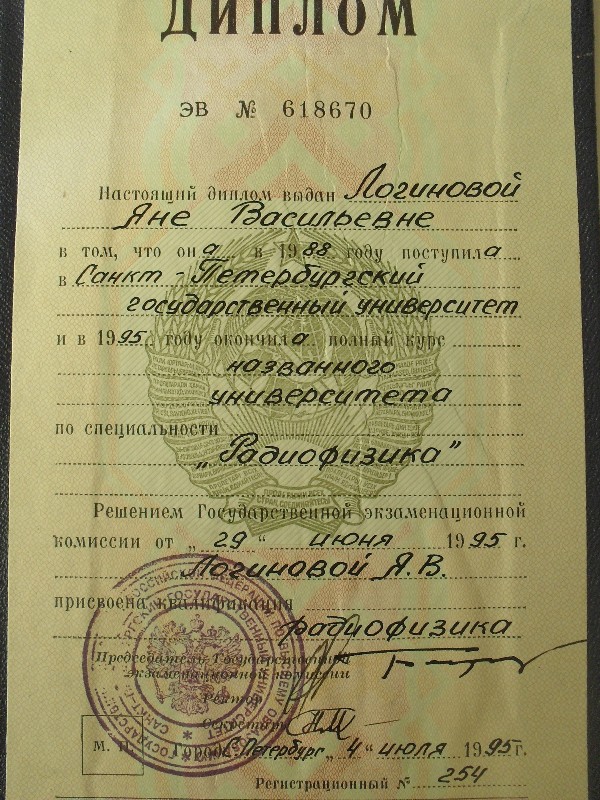 ДИПЛОМ
ЭВ № 618670
Настоящий диплом выдан Логиновой
Яне Васильевне
в том, что она в 1988 году поступила
в Санкт-Петербургский
государственный университет
и в 1995 году окончила полный курс
названного
университета
по специальности
„Радиофизика"
Решением Государственной экзаменационной
комиссии от „29" июня 1995 г.
Логиновой Я.В.
присвоена квалификация
радиофизика
Председатель Государственной
экзаменационной комиссии
Ректор
Секретарь
М. П. Город С.-Петербург „4" июля 1995 г.
Регистрационный № 254